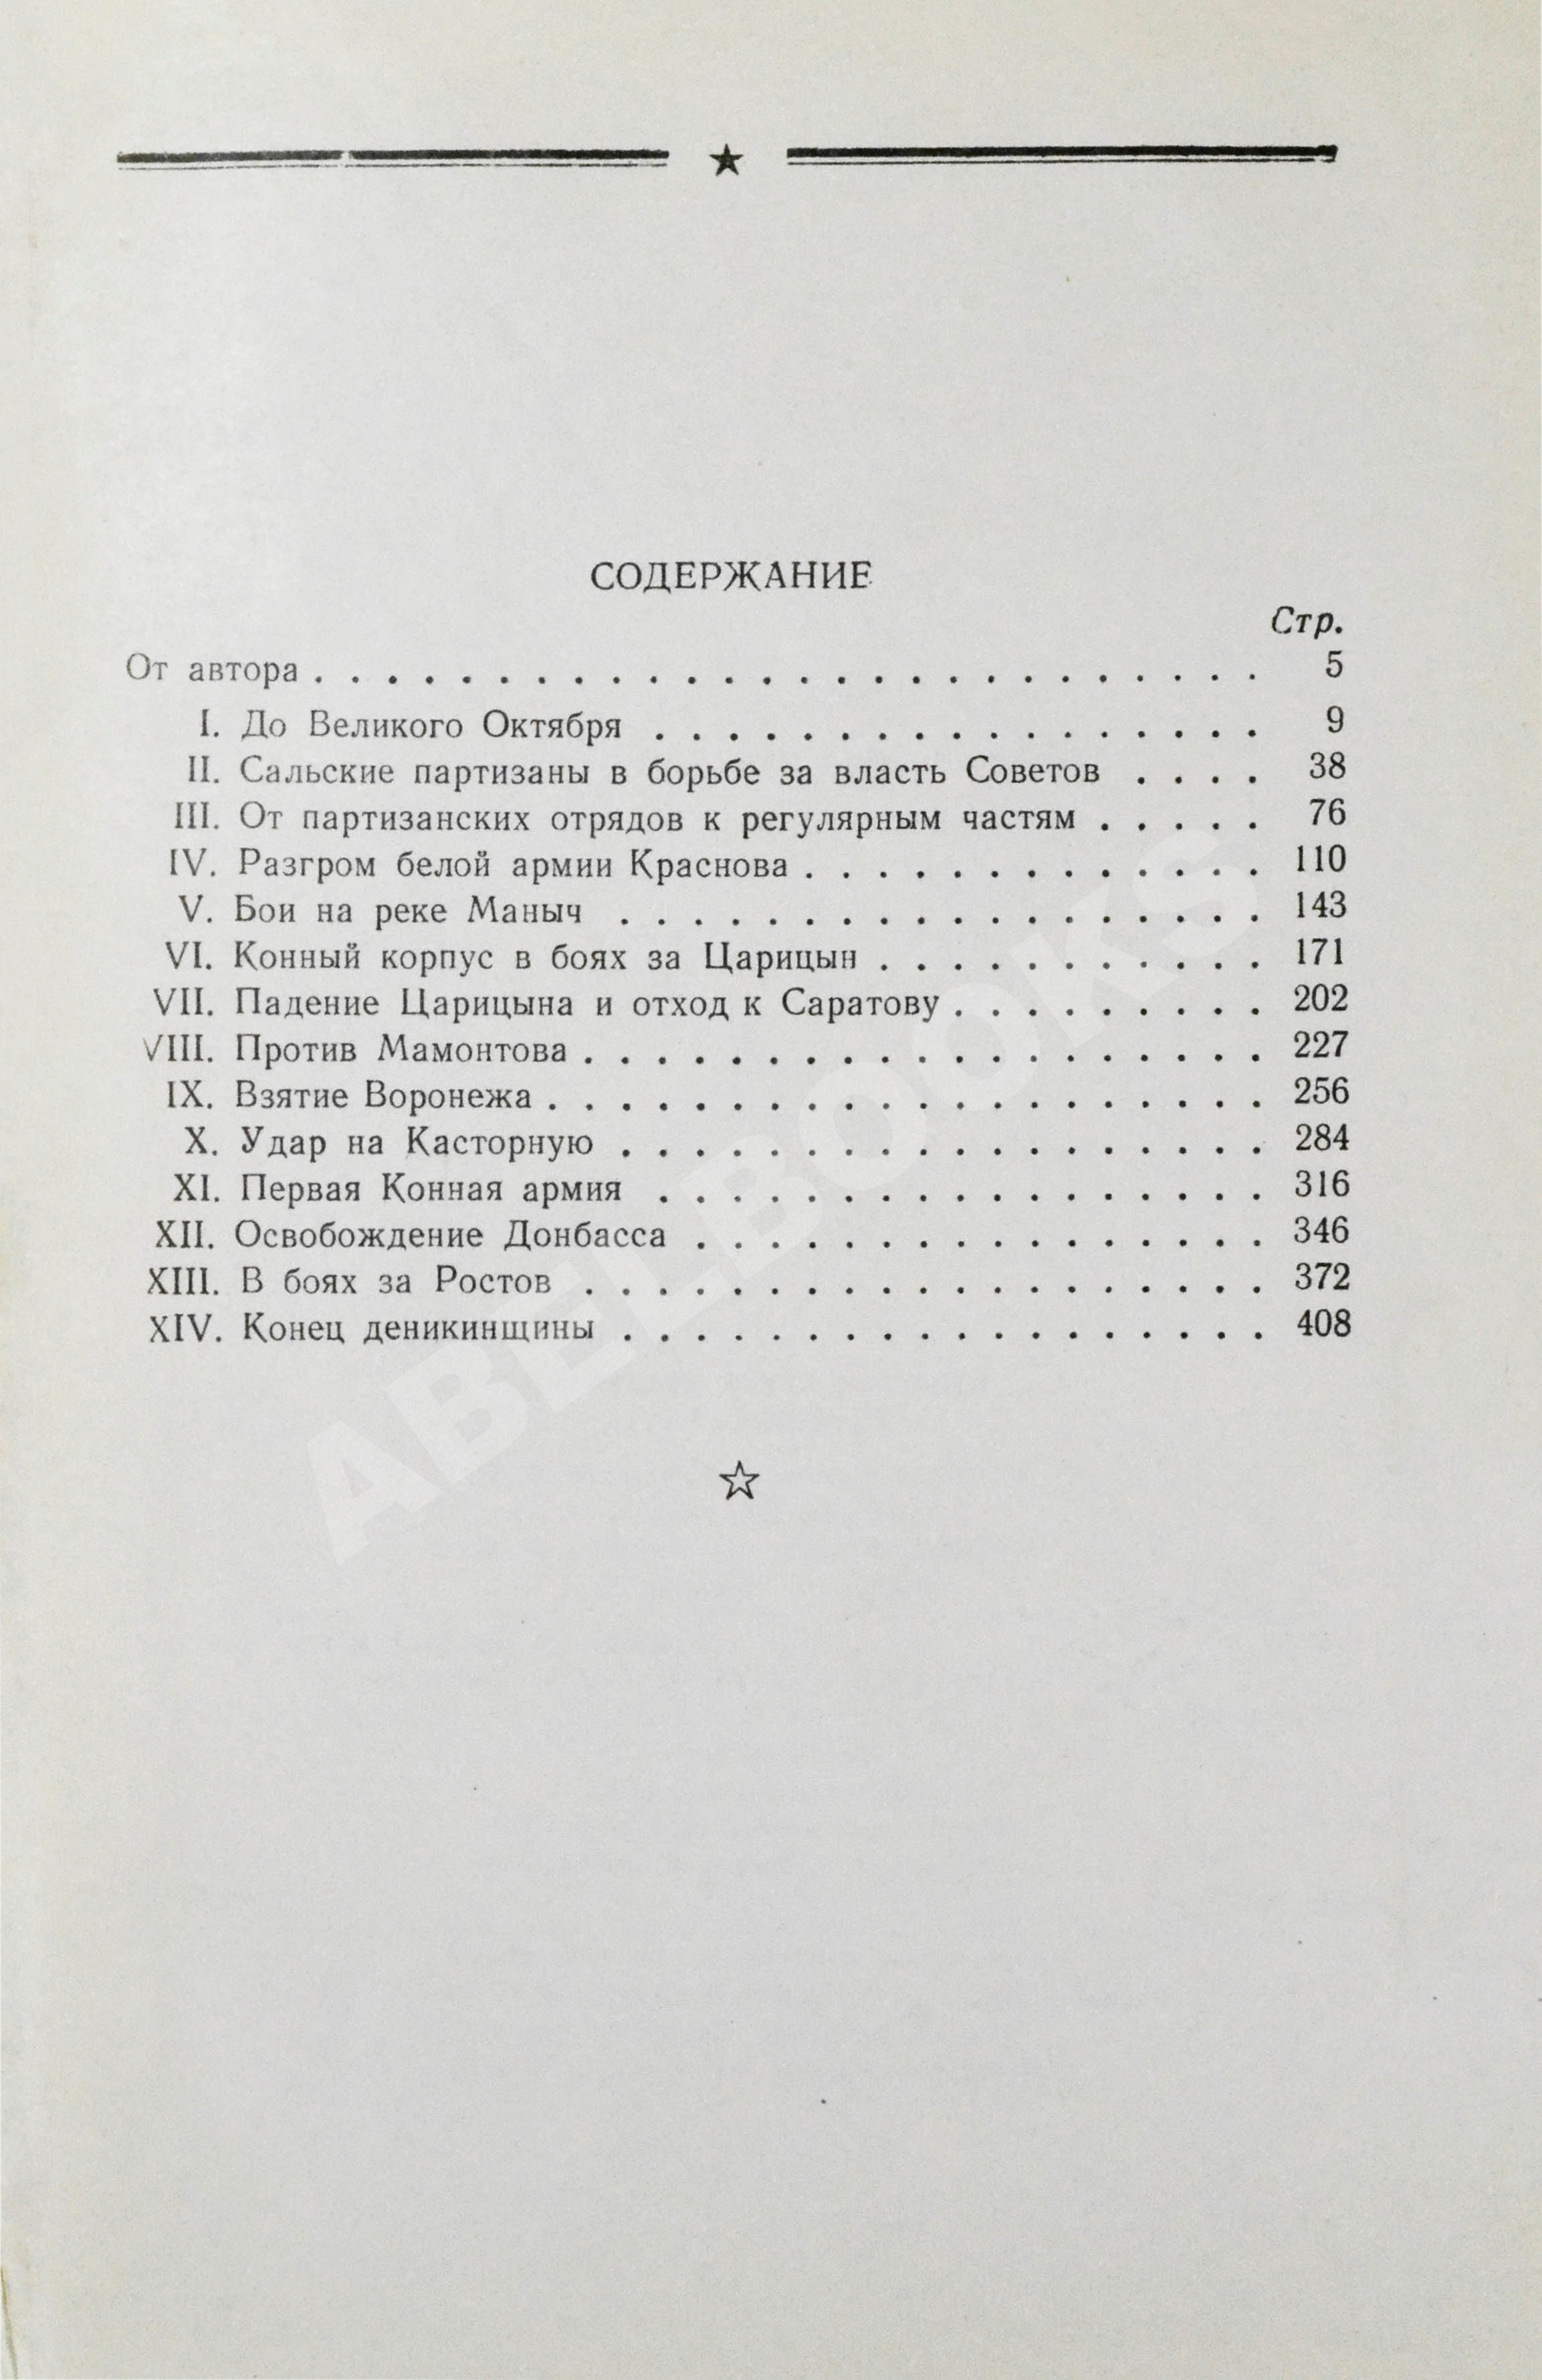 СОДЕРЖАНИЕ
Стр.
От автора . . . . . . . . . . . . . . . . . . . . . . . . . . 5
I. До Великого Октября . . . . . . . . . . . . . . . . . 9
II. Сальские партизаны в борьбе за власть Советов . . . . 38
III. От партизанских отрядов к регулярным частям . . . . . 76
IV. Разгром белой армии Краснова . . . . . . . . . . . . . 110
V. Бои на реке Маныч . . . . . . . . . . . . . . . . . . 143
VI. Конный корпус в боях за Царицын . . . . . . . . . . . 171
VII. Падение Царицына и отход к Саратову . . . . . . . . . 202
VIII. Против Мамонтова . . . . . . . . . . . . . . . . . . . 227
IX. Взятие Воронежа . . . . . . . . . . . . . . . . . . . . 256
X. Удар на Касторную . . . . . . . . . . . . . . . . . . 284
XI. Первая Конная армия . . . . . . . . . . . . . . . . . 316
XII. Освобождение Донбасса . . . . . . . . . . . . . . . . 346
XIII. В боях за Ростов . . . . . . . . . . . . . . . . . . . 372
XIV. Конец деникинщины . . . . . . . . . . . . . . . . . . 408
ABELBOOKS